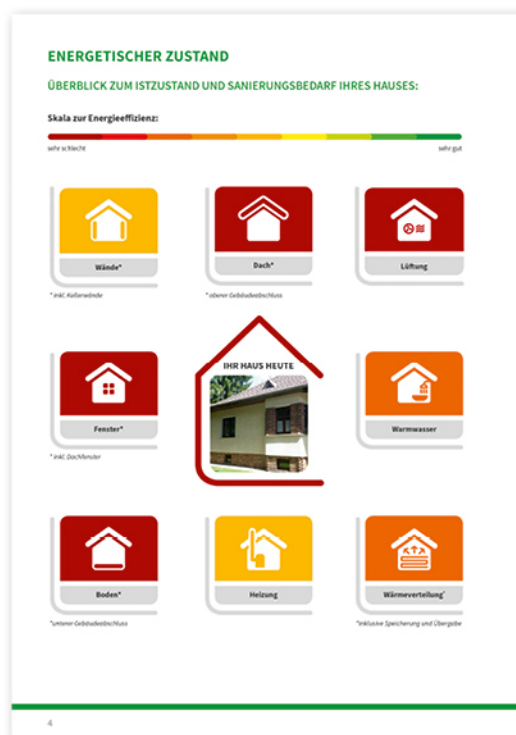 ENERGETISCHER ZUSTAND
ÜBERBLICK ZUM ISTZUSTAND UND SANIERUNGSBEDARF IHRES HAUSES:
Skala zur Energieeffizienz:
sehr schlecht
sehr gut
Wände*
Dach*
Lüftung
* inkl. Kellerwände
* oberer Gebäudeabschluss
IHR HAUS HEUTE
Fenster*
Warmwasser
* inkl. Dachfenster
Boden*
Heizung
Wärmeverteilung*
*unterer Gebäudeabschluss
*inklusive Speicherung und Übergabe
4